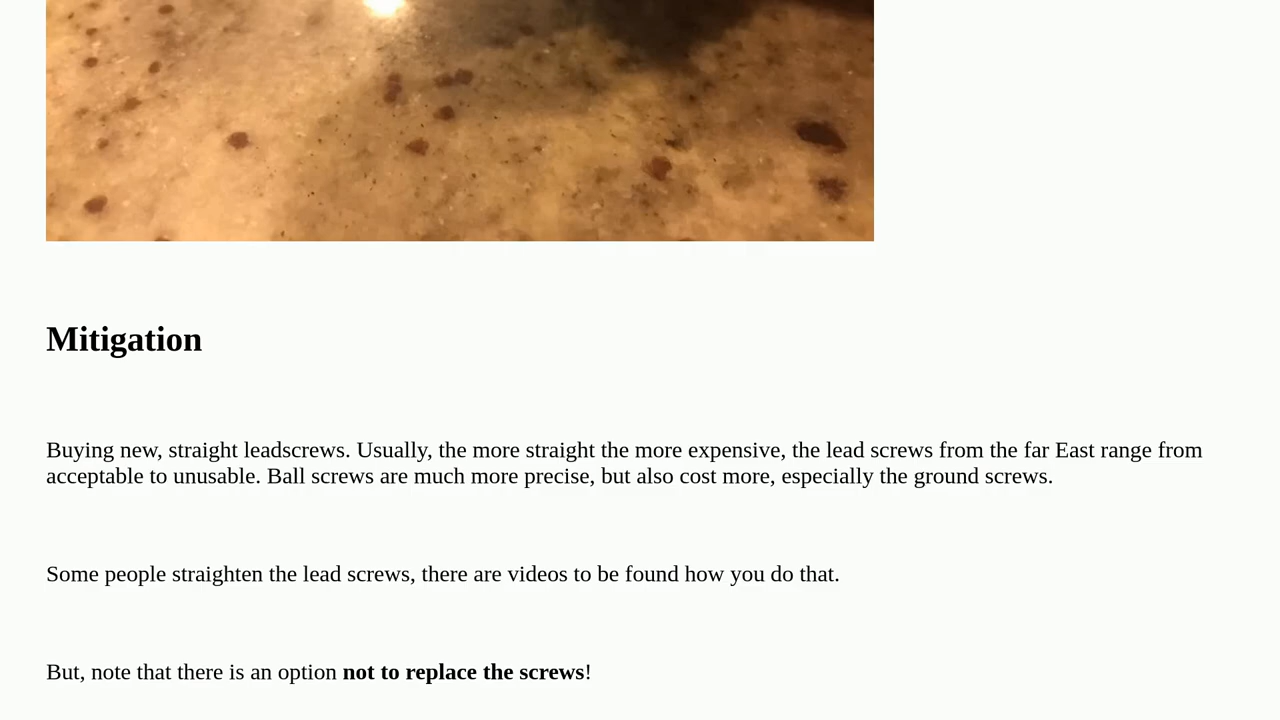 Mitigation
Buying new, straight leadscrews. Usually, the more straight the more expensive, the lead screws from the far East range from
acceptable to unusable. Ball screws are much more precise, but also cost more, especially the ground screws.
Some people straighten the lead screws, there are videos to be found how you do that.
But, note that there is an option not to replace the screws!